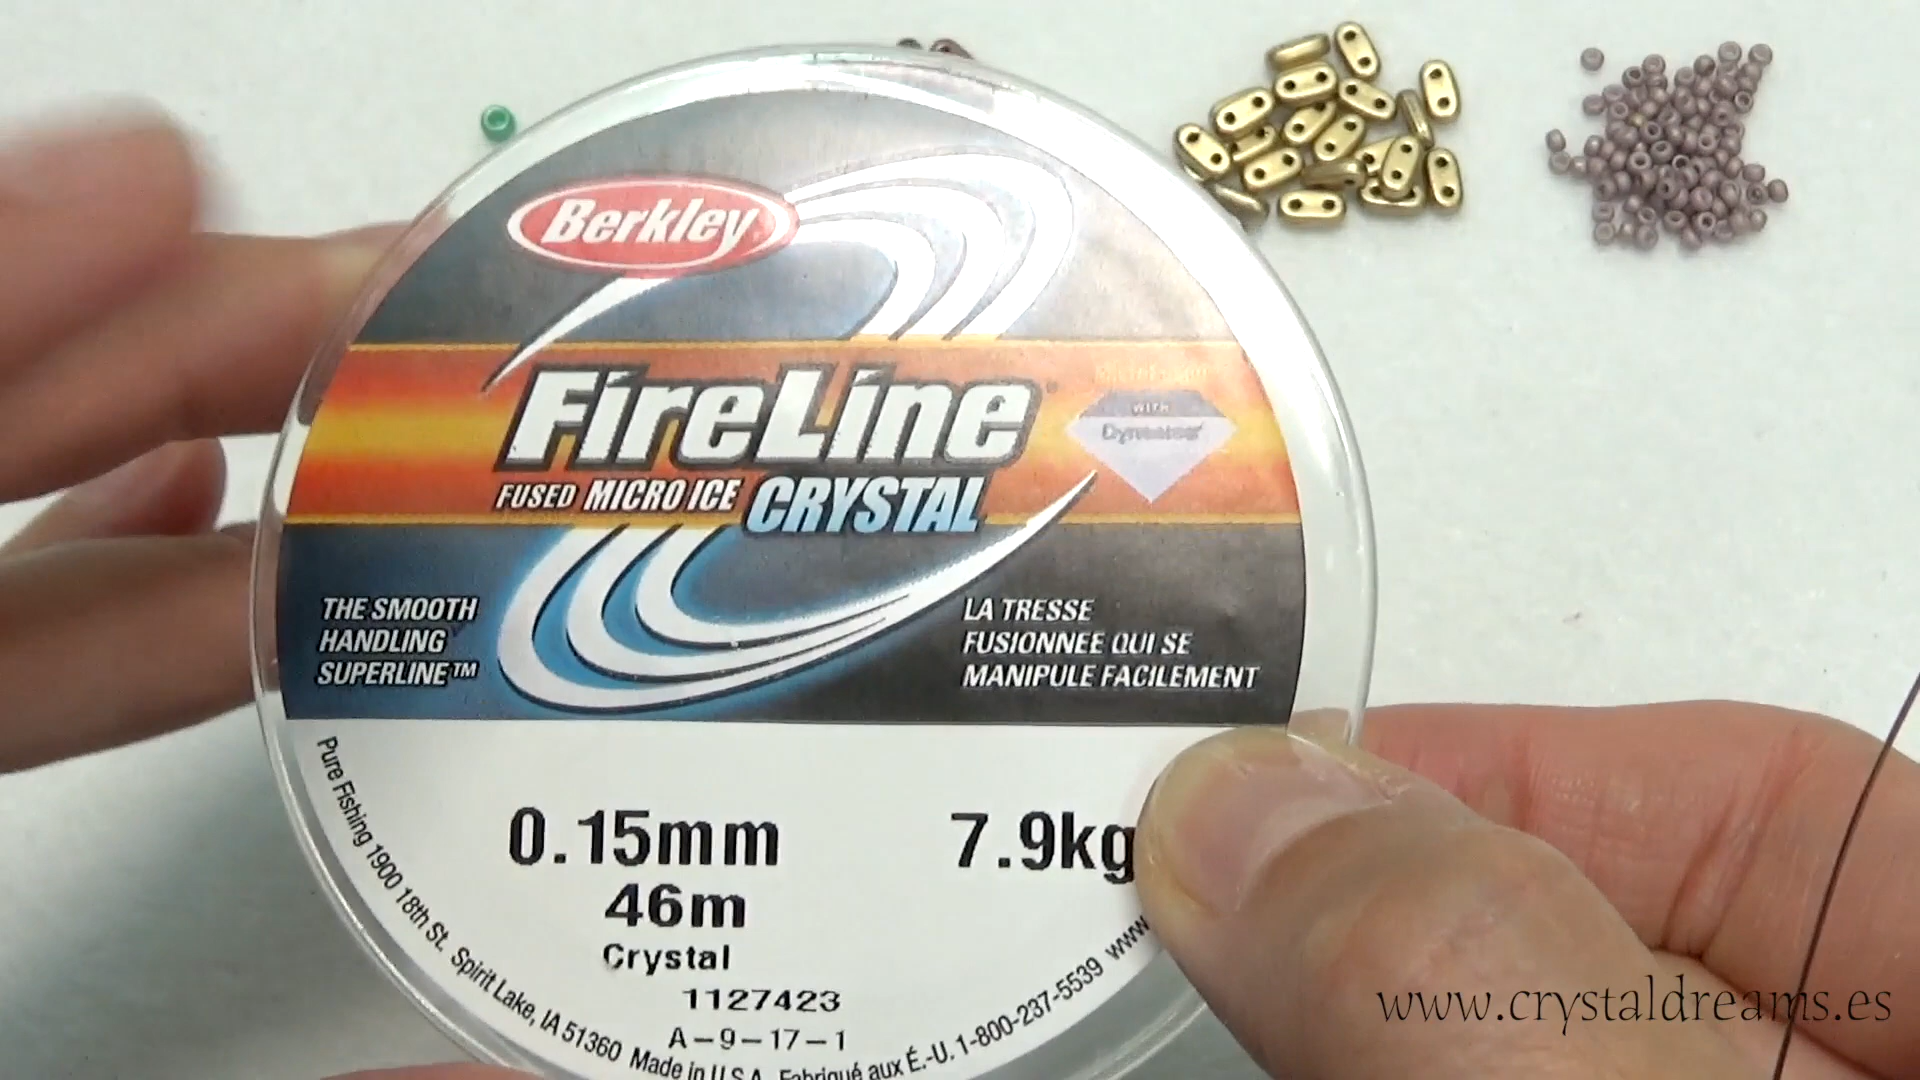 Berkley
FireLine
FUSED MICRO ICE CRYSTAL
WITH
THE SMOOTH
HANDLING
SUPERLINE™
LA TRESSE
FUSIONNEE QUI SE
MANIPULE FACILEMENT
0.15mm
7.9kg
46m
Crystal
1127423
A-9-17-1
Pure Fishing 1900 18th St. Spirit Lake, IA 51360 Made in U.S.A. Fabriqué aux É.-U. 1-800-237-5539 www
www.crystaldreams.es